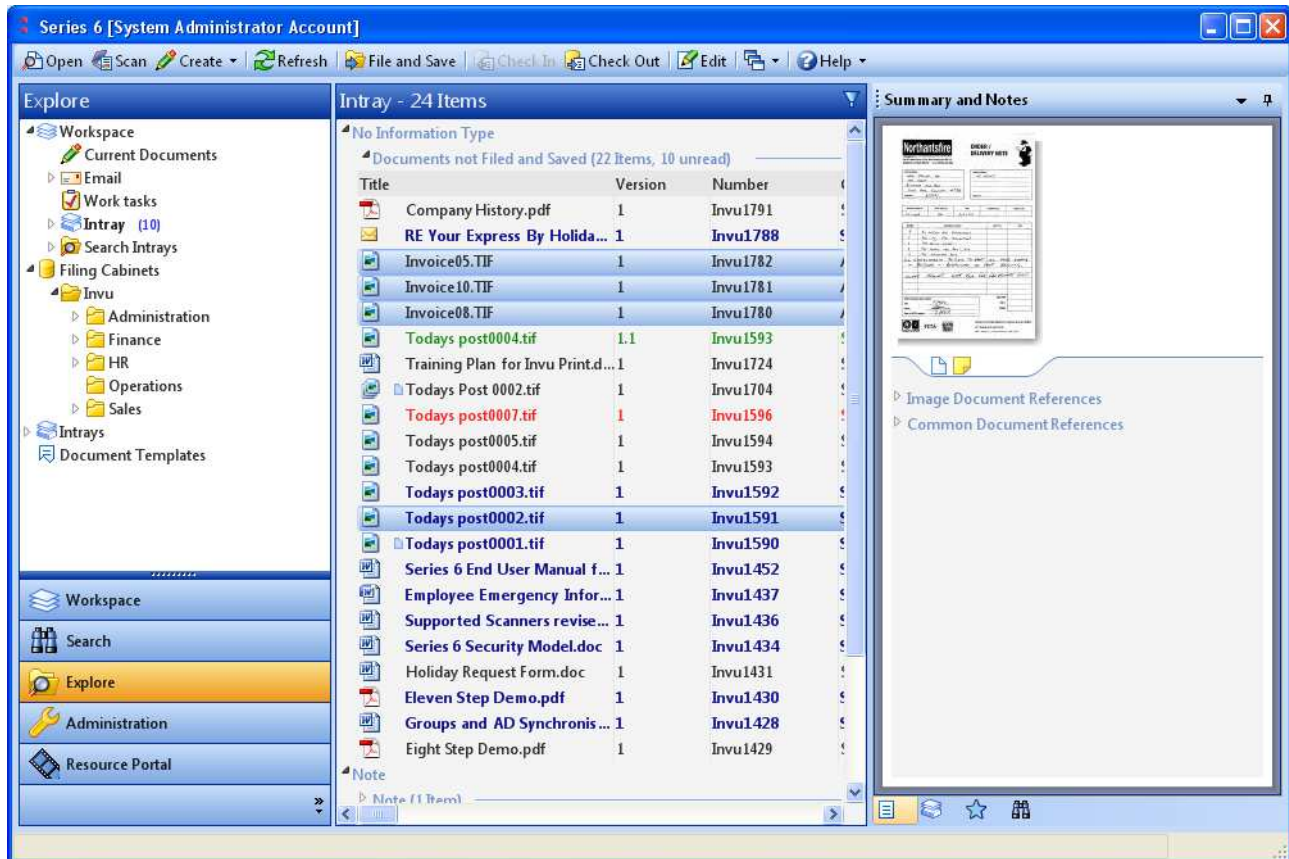 Series 6 [System Administrator Account]
Open Scan Create Refresh File and Save Check In Check Out Edit Help
Explore
Workspace
Current Documents
Email
Work tasks
Intray (10)
Search Intrays
Filing Cabinets
Invu
Administration
Finance
HR
Operations
Sales
Intrays
Document Templates
Workspace
Search
Explore
Administration
Resource Portal
Intray - 24 Items
No Information Type
Documents not Filed and Saved (22 Items, 10 unread)
Title Version Number
Company History.pdf 1 Invu1791
RE Your Express By Holida... 1 Invu1788
Invoice05.TIF 1 Invu1782
Invoice10.TIF 1 Invu1781
Invoice08.TIF 1 Invu1780
Todays post0004.tif 1.1 Invu1593
Training Plan for Invu Print.d... 1 Invu1724
Todays Post 0002.tif 1 Invu1704
Todays post0007.tif 1 Invu1596
Todays post0005.tif 1 Invu1594
Todays post0004.tif 1 Invu1593
Todays post0003.tif 1 Invu1592
Todays post0002.tif 1 Invu1591
Todays post0001.tif 1 Invu1590
Series 6 End User Manual f... 1 Invu1452
Employee Emergency Infor... 1 Invu1437
Supported Scanners revise... 1 Invu1436
Series 6 Security Model.doc 1 Invu1434
Holiday Request Form.doc 1 Invu1431
Eleven Step Demo.pdf 1 Invu1430
Groups and AD Synchronis... 1 Invu1428
Eight Step Demo.pdf 1 Invu1429
Note
Note (1 Item)
Summary and Notes
Northantsfire
ORDER /
DELIVERY NOTE
Image Document References
Common Document References